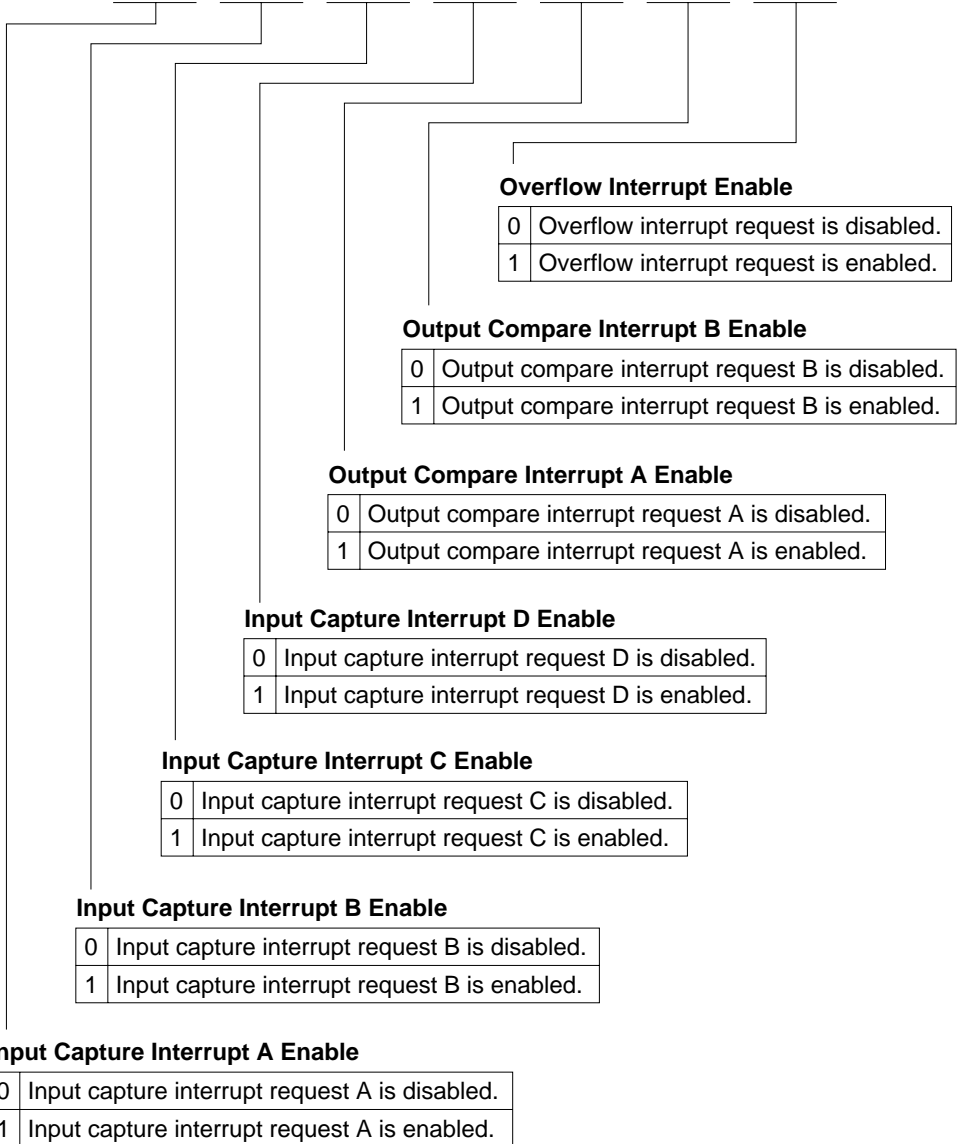 Overflow Interrupt Enable
0 Overflow interrupt request is disabled.
1 Overflow interrupt request is enabled.
Output Compare Interrupt B Enable
0 Output compare interrupt request B is disabled.
1 Output compare interrupt request B is enabled.
Output Compare Interrupt A Enable
0 Output compare interrupt request A is disabled.
1 Output compare interrupt request A is enabled.
Input Capture Interrupt D Enable
0 Input capture interrupt request D is disabled.
1 Input capture interrupt request D is enabled.
Input Capture Interrupt C Enable
0 Input capture interrupt request C is disabled.
1 Input capture interrupt request C is enabled.
Input Capture Interrupt B Enable
0 Input capture interrupt request B is disabled.
1 Input capture interrupt request B is enabled.
nput Capture Interrupt A Enable
0 Input capture interrupt request A is disabled.
1 Input capture interrupt request A is enabled.